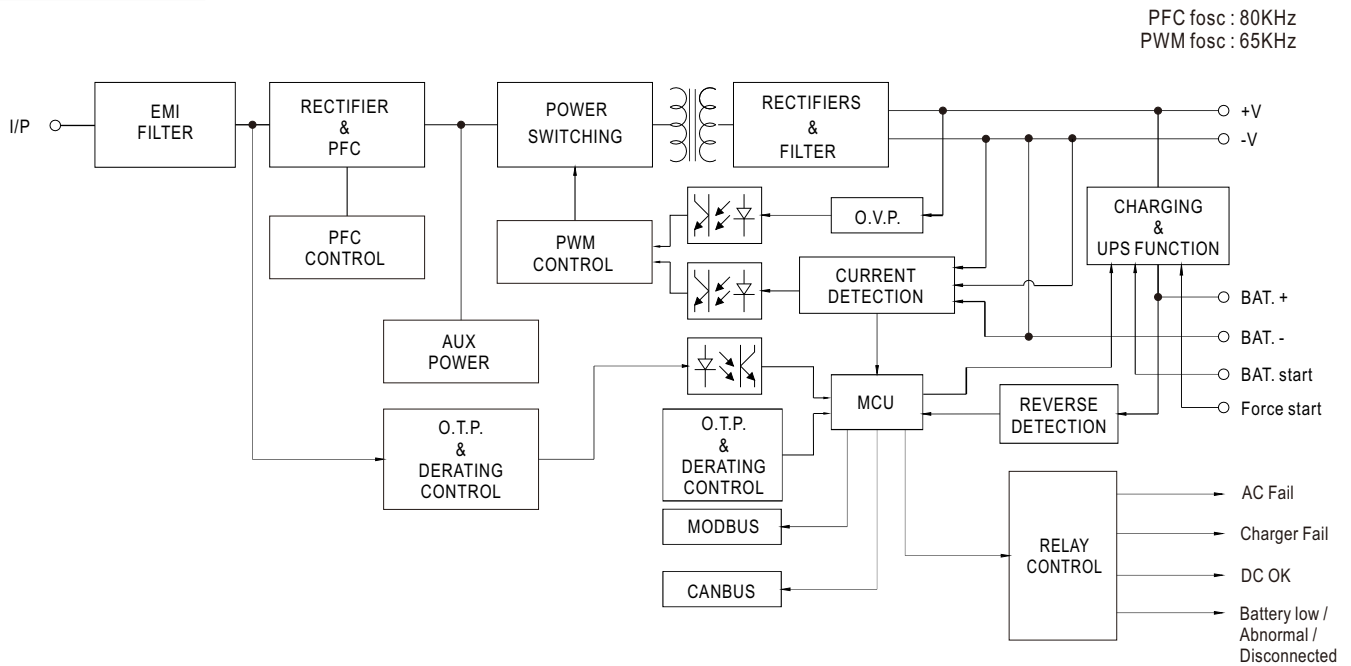 PFC fosc : 80KHz
PWM fosc : 65KHz
I/P
EMI
FILTER
RECTIFIER
&
PFC
POWER
SWITCHING
RECTIFIERS
&
FILTER
+V
-V
PFC
CONTROL
PWM
CONTROL
O.V.P.
CHARGING
&
UPS FUNCTION
CURRENT
DETECTION
BAT. +
BAT. -
AUX
POWER
BAT. start
Force start
MCU
REVERSE
DETECTION
O.T.P.
&
DERATING
CONTROL
O.T.P.
&
DERATING
CONTROL
MODBUS
CANBUS
RELAY
CONTROL
AC Fail
Charger Fail
DC OK
Battery low /
Abnormal /
Disconnected